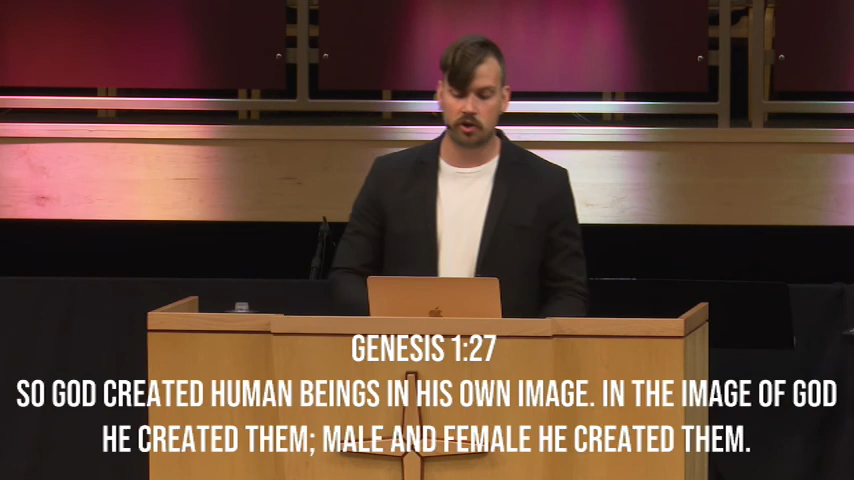 GENESIS 1:27
SO GOD CREATED HUMAN BEINGS IN HIS OWN IMAGE. IN THE IMAGE OF GOD
HE CREATED THEM; MALE AND FEMALE HE CREATED THEM.